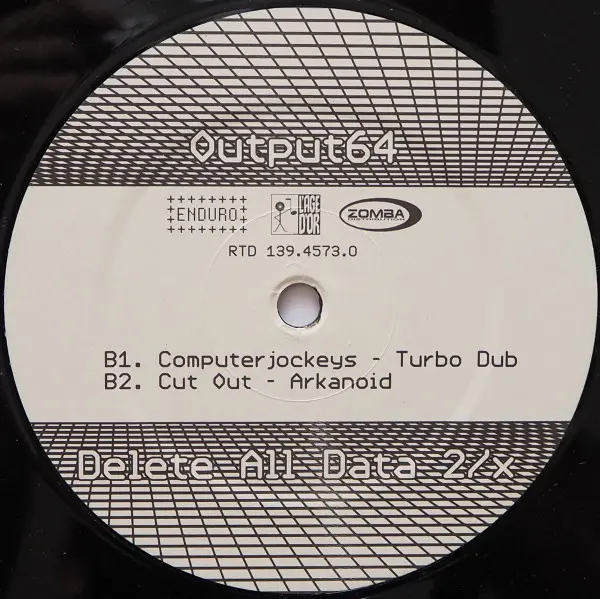 Output64
++++++++
+ENDURO+
++++++++
L'AGE
D'OR
ZOMBA
DISTRIBUTION
RTD 139.4573.0
B1. Computerjockeys - Turbo Dub
B2. Cut Out - Arkanoid
Delete All Data 2/x